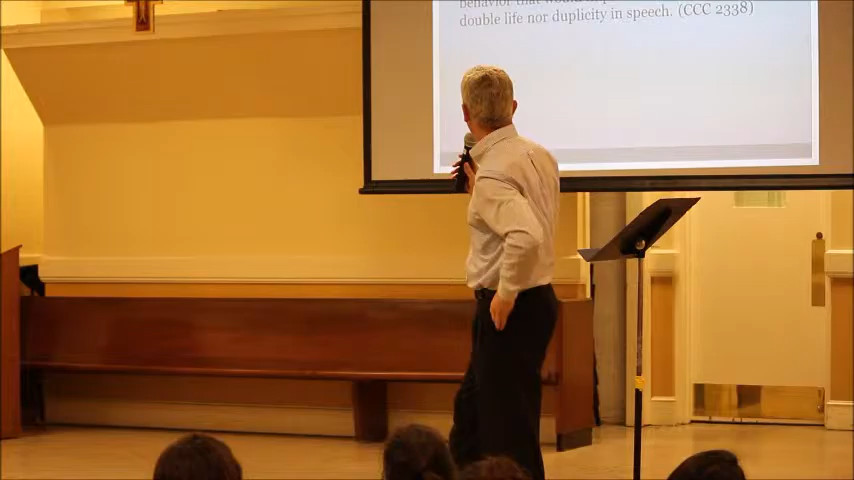 behavior that would
double life nor duplicity in speech. (CCC 2338)